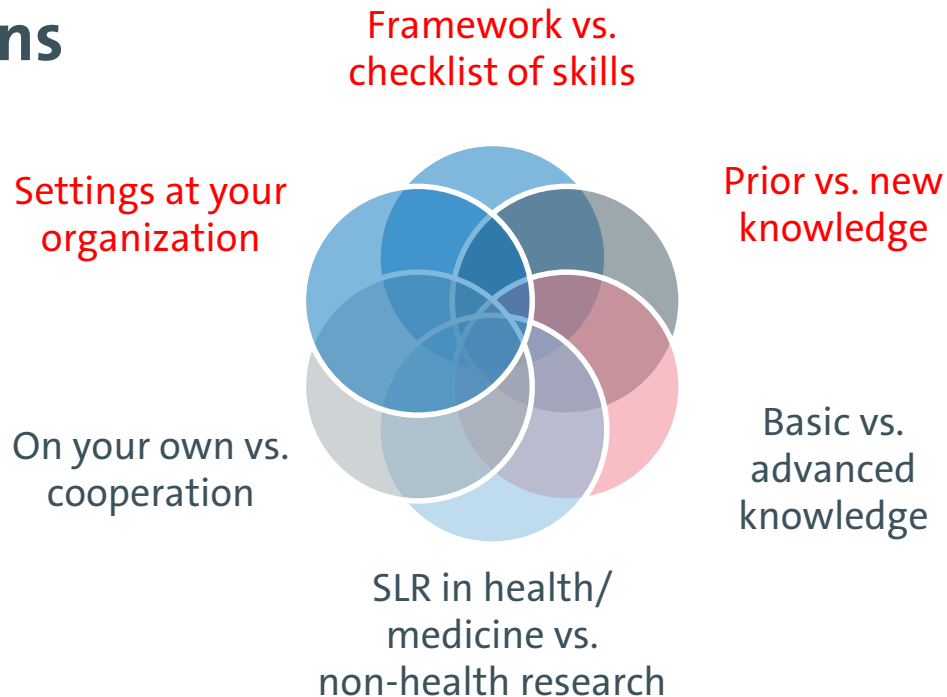 ns
Framework vs.
checklist of skills
Settings at your
organization
Prior vs. new
knowledge
On your own vs.
cooperation
Basic vs.
advanced
knowledge
SLR in health/
medicine vs.
non-health research